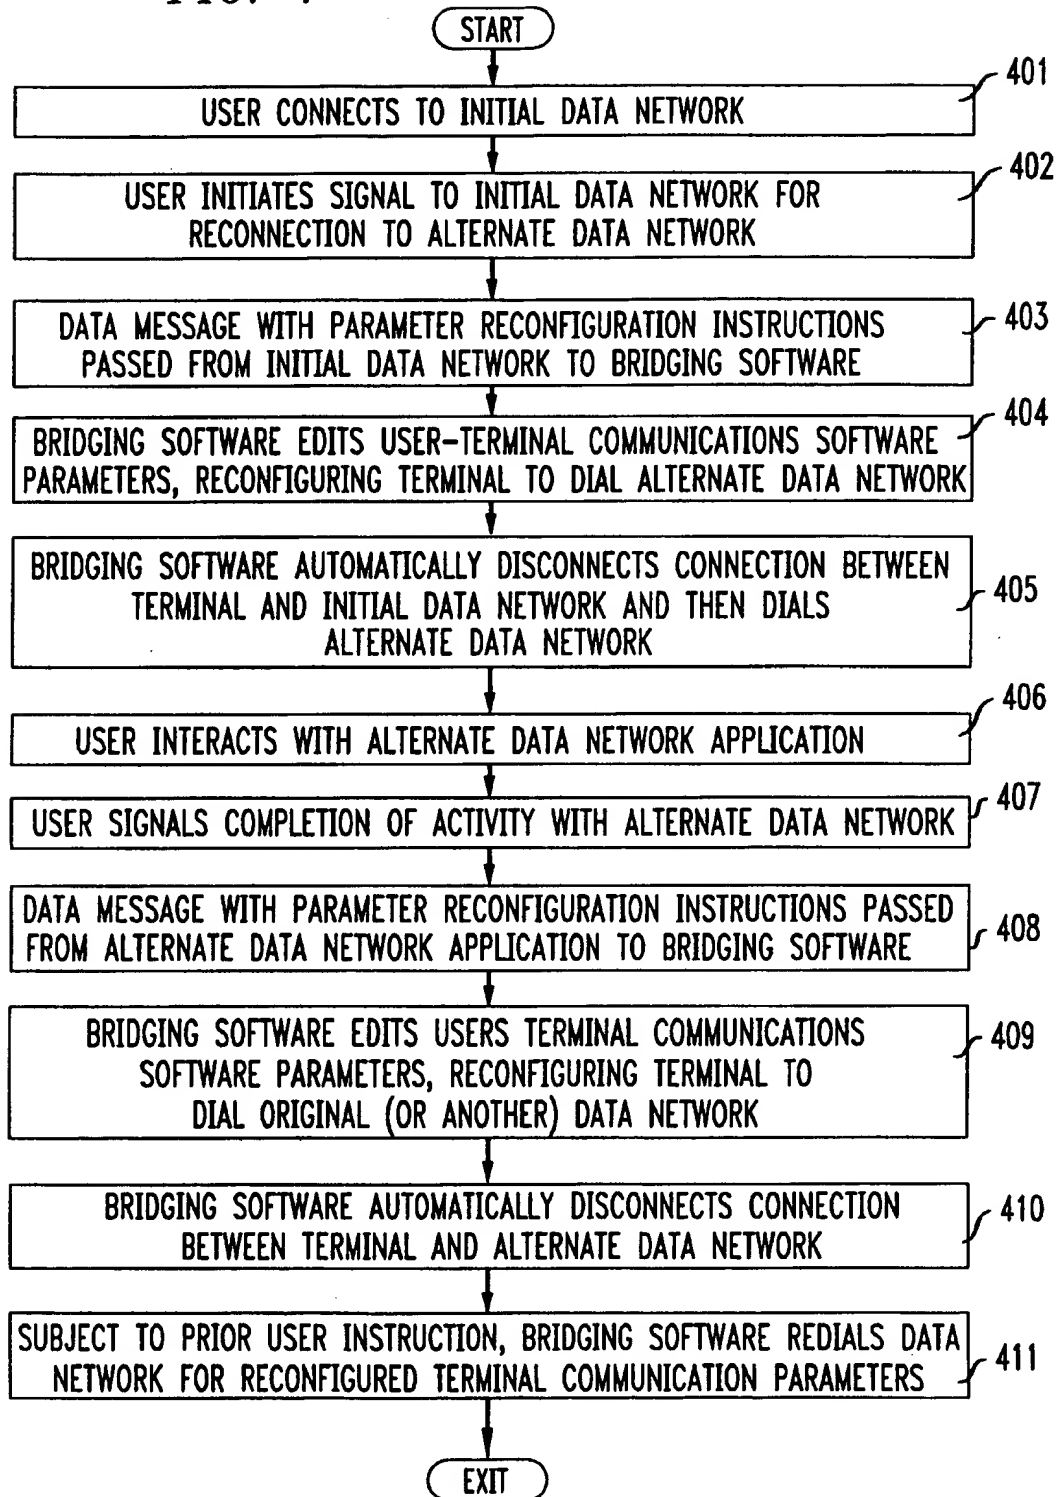 START
401
USER CONNECTS TO INITIAL DATA NETWORK
402
USER INITIATES SIGNAL TO INITIAL DATA NETWORK FOR
RECONNECTION TO ALTERNATE DATA NETWORK
DATA MESSAGE WITH PARAMETER RECONFIGURATION INSTRUCTIONS
PASSED FROM INITIAL DATA NETWORK TO BRIDGING SOFTWARE
403
404
BRIDGING SOFTWARE EDITS USER-TERMINAL COMMUNICATIONS SOFTWARE
PARAMETERS, RECONFIGURING TERMINAL TO DIAL ALTERNATE DATA NETWORK
BRIDGING SOFTWARE AUTOMATICALLY DISCONNECTS CONNECTION BETWEEN
TERMINAL AND INITIAL DATA NETWORK AND THEN DIALS
ALTERNATE DATA NETWORK
405
406
USER INTERACTS WITH ALTERNATE DATA NETWORK APPLICATION
407
USER SIGNALS COMPLETION OF ACTIVITY WITH ALTERNATE DATA NETWORK
DATA MESSAGE WITH PARAMETER RECONFIGURATION INSTRUCTIONS PASSED
FROM ALTERNATE DATA NETWORK APPLICATION TO BRIDGING SOFTWARE
408
BRIDGING SOFTWARE EDITS USERS TERMINAL COMMUNICATIONS
SOFTWARE PARAMETERS, RECONFIGURING TERMINAL TO
DIAL ORIGINAL (OR ANOTHER) DATA NETWORK
409
BRIDGING SOFTWARE AUTOMATICALLY DISCONNECTS CONNECTION
BETWEEN TERMINAL AND ALTERNATE DATA NETWORK
410
SUBJECT TO PRIOR USER INSTRUCTION, BRIDGING SOFTWARE REDIALS DATA
NETWORK FOR RECONFIGURED TERMINAL COMMUNICATION PARAMETERS
411
EXIT